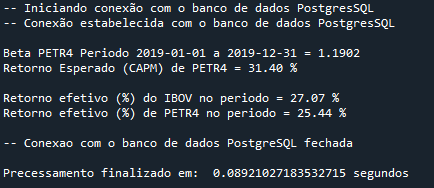 -- Iniciando conexão com o banco de dados PostgresSQL
-- Conexão estabelecida com o banco de dados PostgresSQL
Beta PETR4 Periodo 2019-01-01 a 2019-12-31 = 1.1902
Retorno Esperado (CAPM) de PETR4 = 31.40 %
Retorno efetivo (%) do IBOV no periodo = 27.07 %
Retorno efetivo (%) de PETR4 no periodo = 25.44 %
-- Conexao com o banco de dados PostgreSQL fechada
Precessamento finalizado em:  0.08921027183532715 segundos